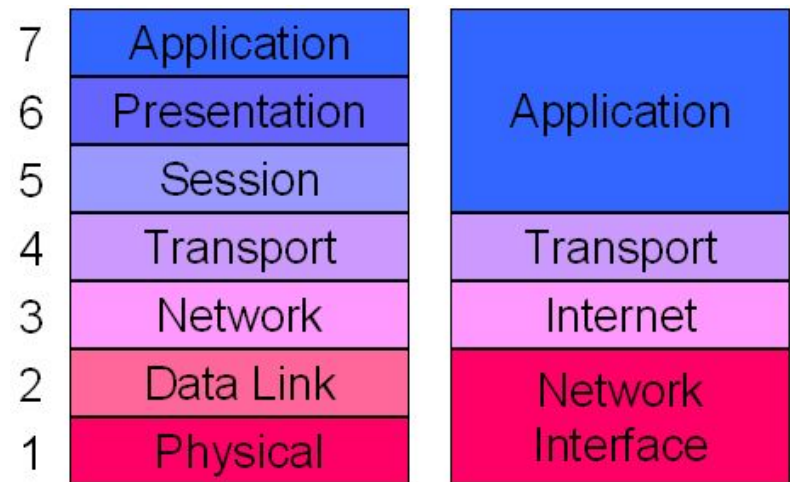 7 Application
6 Presentation
5 Session
4 Transport
3 Network
2 Data Link
1 Physical
Application
Transport
Internet
Network
Interface